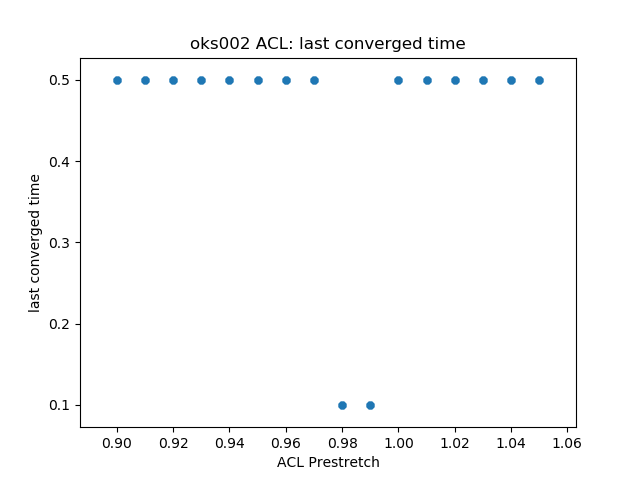 oks002 ACL: last converged time
last converged time
0.5
0.4
0.3
0.2
0.1
0.90 0.92 0.94 0.96 0.98 1.00 1.02 1.04 1.06
ACL Prestretch